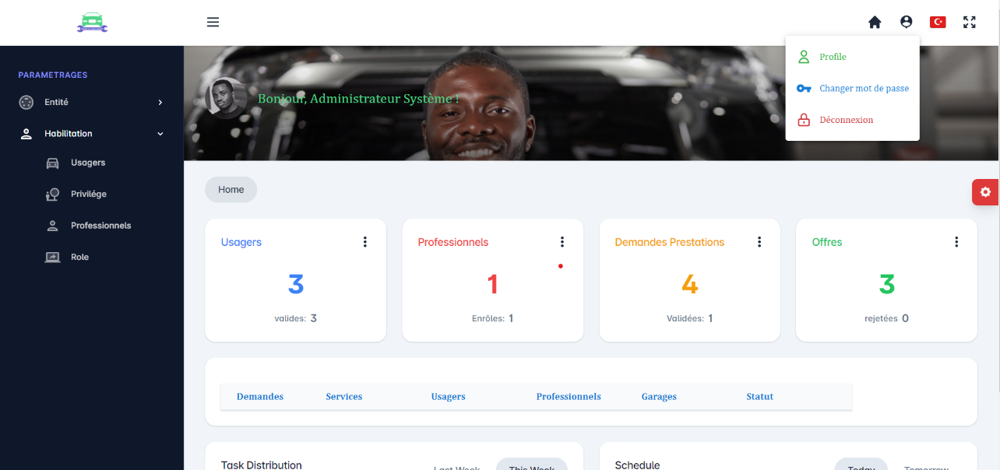 Profile
Changer mot de passe
Déconnexion
PARAMETRAGES
Entité
Habilitation
Usagers
Privilége
Professionnels
Role
Bonjour, Administrateur Système !
Home
Usagers
3
valides: 3
Professionnels
1
Enrôles: 1
Demandes Prestations
4
Validées: 1
Offres
3
rejetées 0
Demandes Services Usagers Professionnels Garages Statut
Task Distribution
Last Week This Week
Schedule
Today Tomorrow